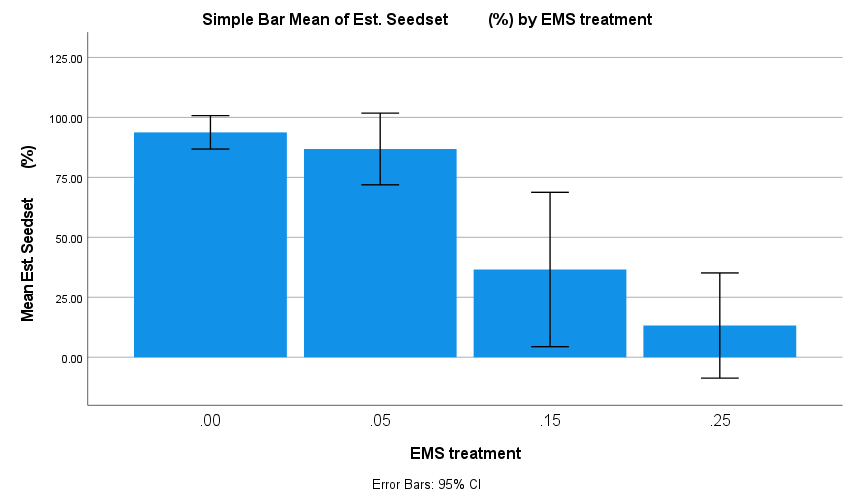 Simple Bar Mean of Est. Seedset (%) by EMS treatment
125.00
100.00
75.00
50.00
25.00
0.00
Mean Est. Seedset (%)
.00 .05 .15 .25
EMS treatment
Error Bars: 95% CI